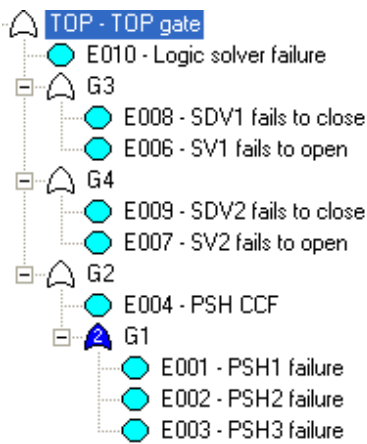 TOP - TOP gate
E010 - Logic solver failure
G3
E008 - SDV1 fails to close
E006 - SV1 fails to open
G4
E009 - SDV2 fails to close
E007 - SV2 fails to open
G2
E004 - PSH CCF
2 G1
E001 - PSH1 failure
E002 - PSH2 failure
E003 - PSH3 failure